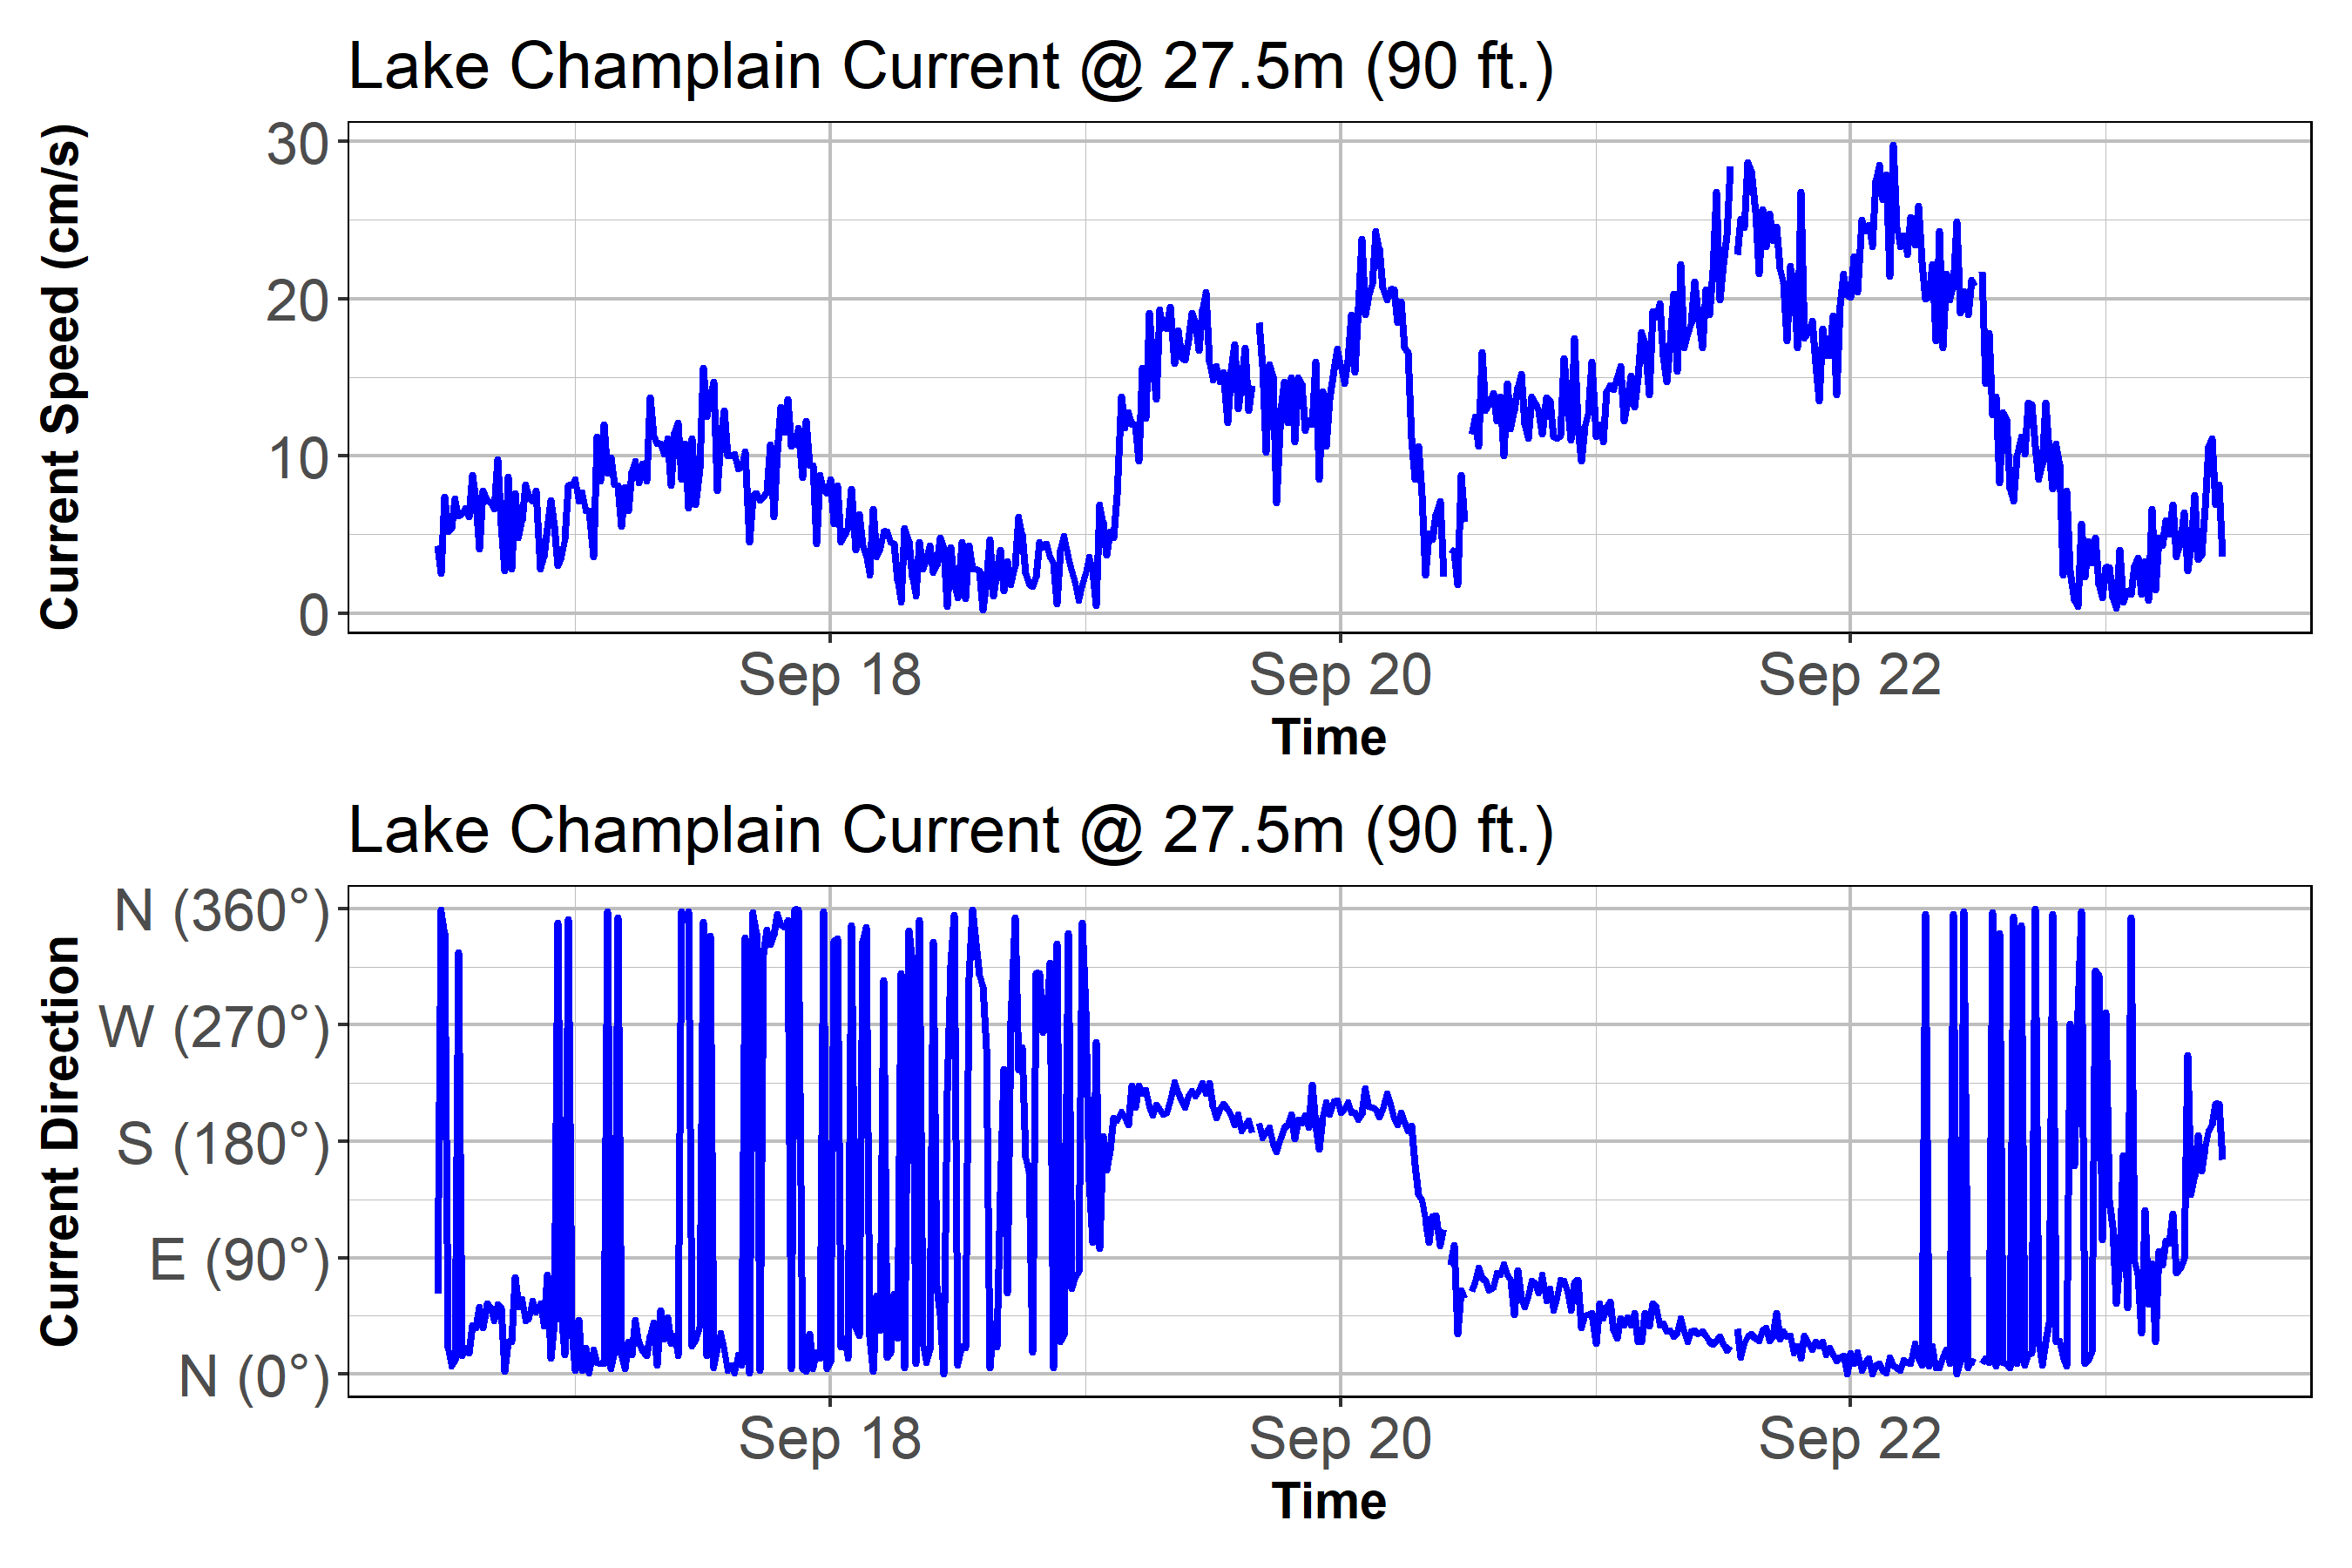 Lake Champlain Current @ 27.5m (90 ft.)
Current Speed (cm/s)
30
20
10
0
Sep 18
Sep 20
Sep 22
Time
Lake Champlain Current @ 27.5m (90 ft.)
Current Direction
N (360°)
W (270°)
S (180°)
E (90°)
N (0°)
Sep 18
Sep 20
Sep 22
Time